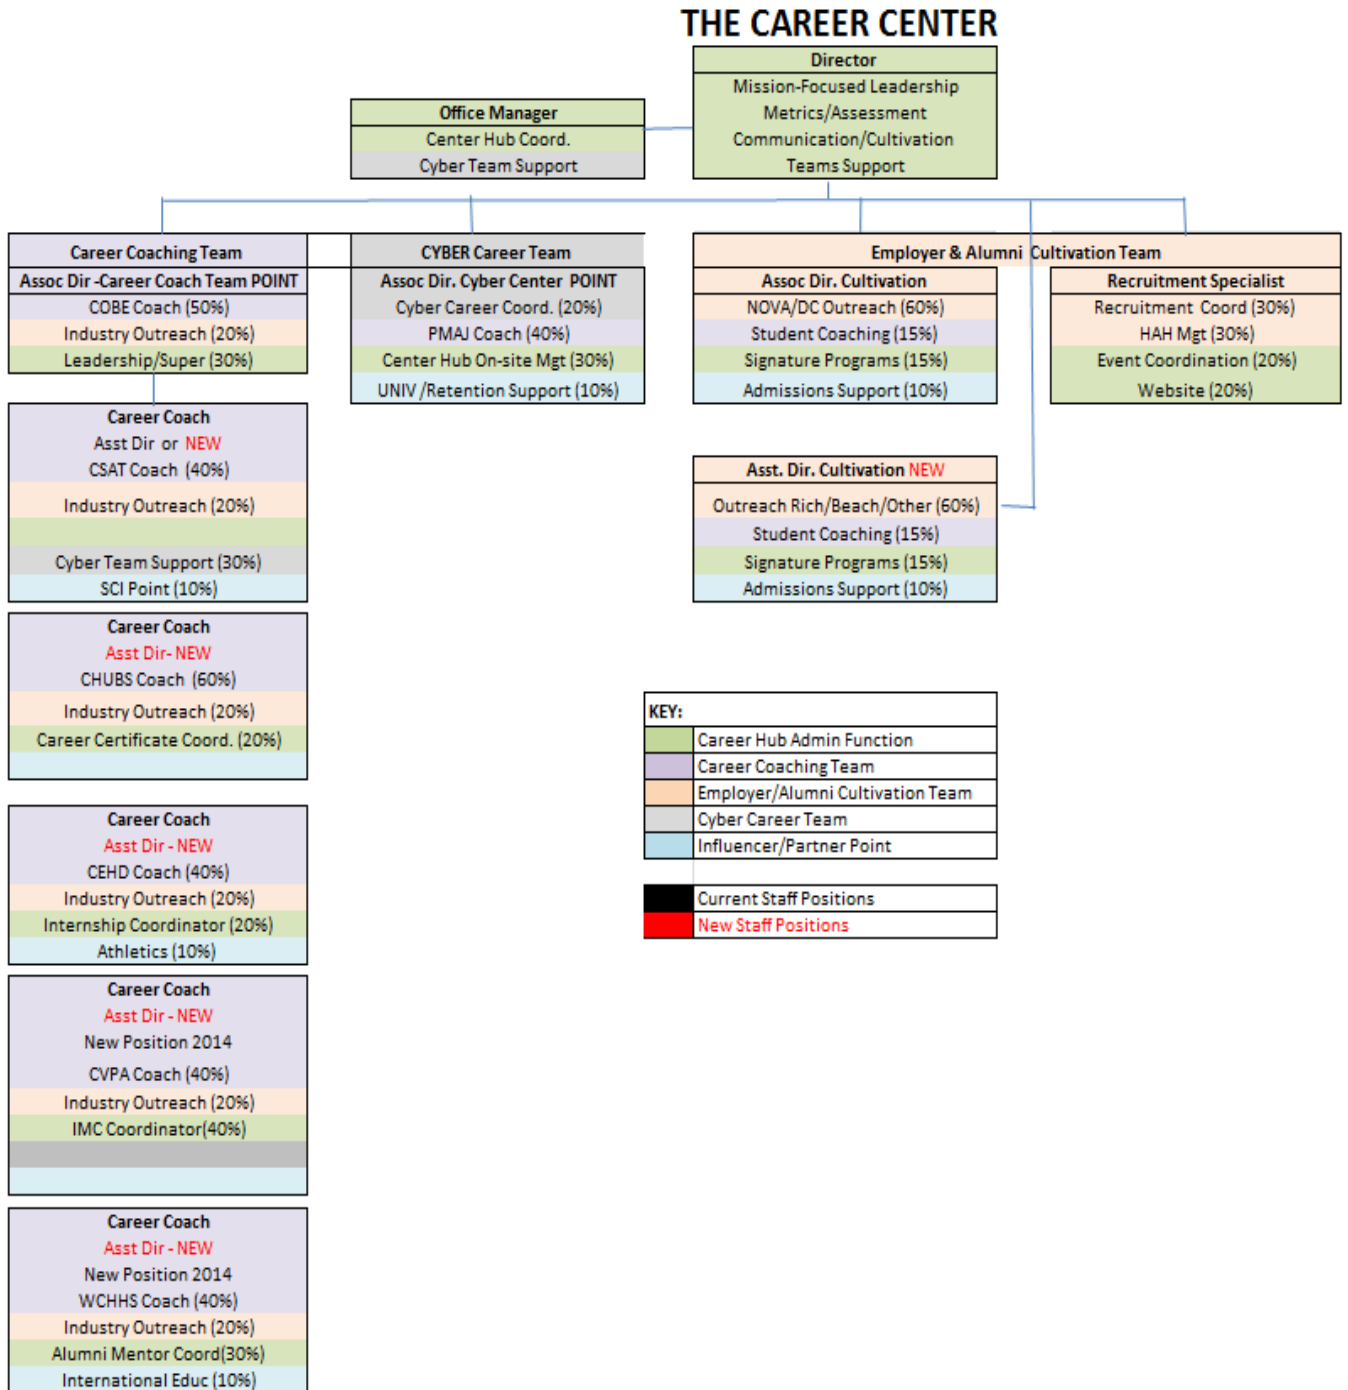 THE CAREER CENTER
Director
Mission-Focused Leadership
Metrics/Assessment
Communication/Cultivation
Teams Support
Office Manager
Center Hub Coord.
Cyber Team Support
Career Coaching Team
Assoc Dir -Career Coach Team POINT
COBE Coach (50%)
Industry Outreach (20%)
Leadership/Super (30%)
CYBER Career Team
Assoc Dir. Cyber Center POINT
Cyber Career Coord. (20%)
PMAJ Coach (40%)
Center Hub On-site Mgt (30%)
UNIV /Retention Support (10%)
Employer & Alumni Cultivation Team
Assoc Dir. Cultivation
NOVA/DC Outreach (60%)
Student Coaching (15%)
Signature Programs (15%)
Admissions Support (10%)
Recruitment Specialist
Recruitment Coord (30%)
HAH Mgt (30%)
Event Coordination (20%)
Website (20%)
Career Coach
Asst Dir or NEW
CSAT Coach (40%)
Industry Outreach (20%)
Cyber Team Support (30%)
SCI Point (10%)
Asst. Dir. Cultivation NEW
Outreach Rich/Beach/Other (60%)
Student Coaching (15%)
Signature Programs (15%)
Admissions Support (10%)
Career Coach
Asst Dir- NEW
CHUBS Coach (60%)
Industry Outreach (20%)
Career Certificate Coord. (20%)
KEY:
Career Hub Admin Function
Career Coaching Team
Employer/Alumni Cultivation Team
Cyber Career Team
Influencer/Partner Point
Current Staff Positions
New Staff Positions
Career Coach
Asst Dir - NEW
CEHD Coach (40%)
Industry Outreach (20%)
Internship Coordinator (20%)
Athletics (10%)
Career Coach
Asst Dir - NEW
New Position 2014
CVPA Coach (40%)
Industry Outreach (20%)
IMC Coordinator(40%)
Career Coach
Asst Dir - NEW
New Position 2014
WCHHS Coach (40%)
Industry Outreach (20%)
Alumni Mentor Coord(30%)
International Educ (10%)